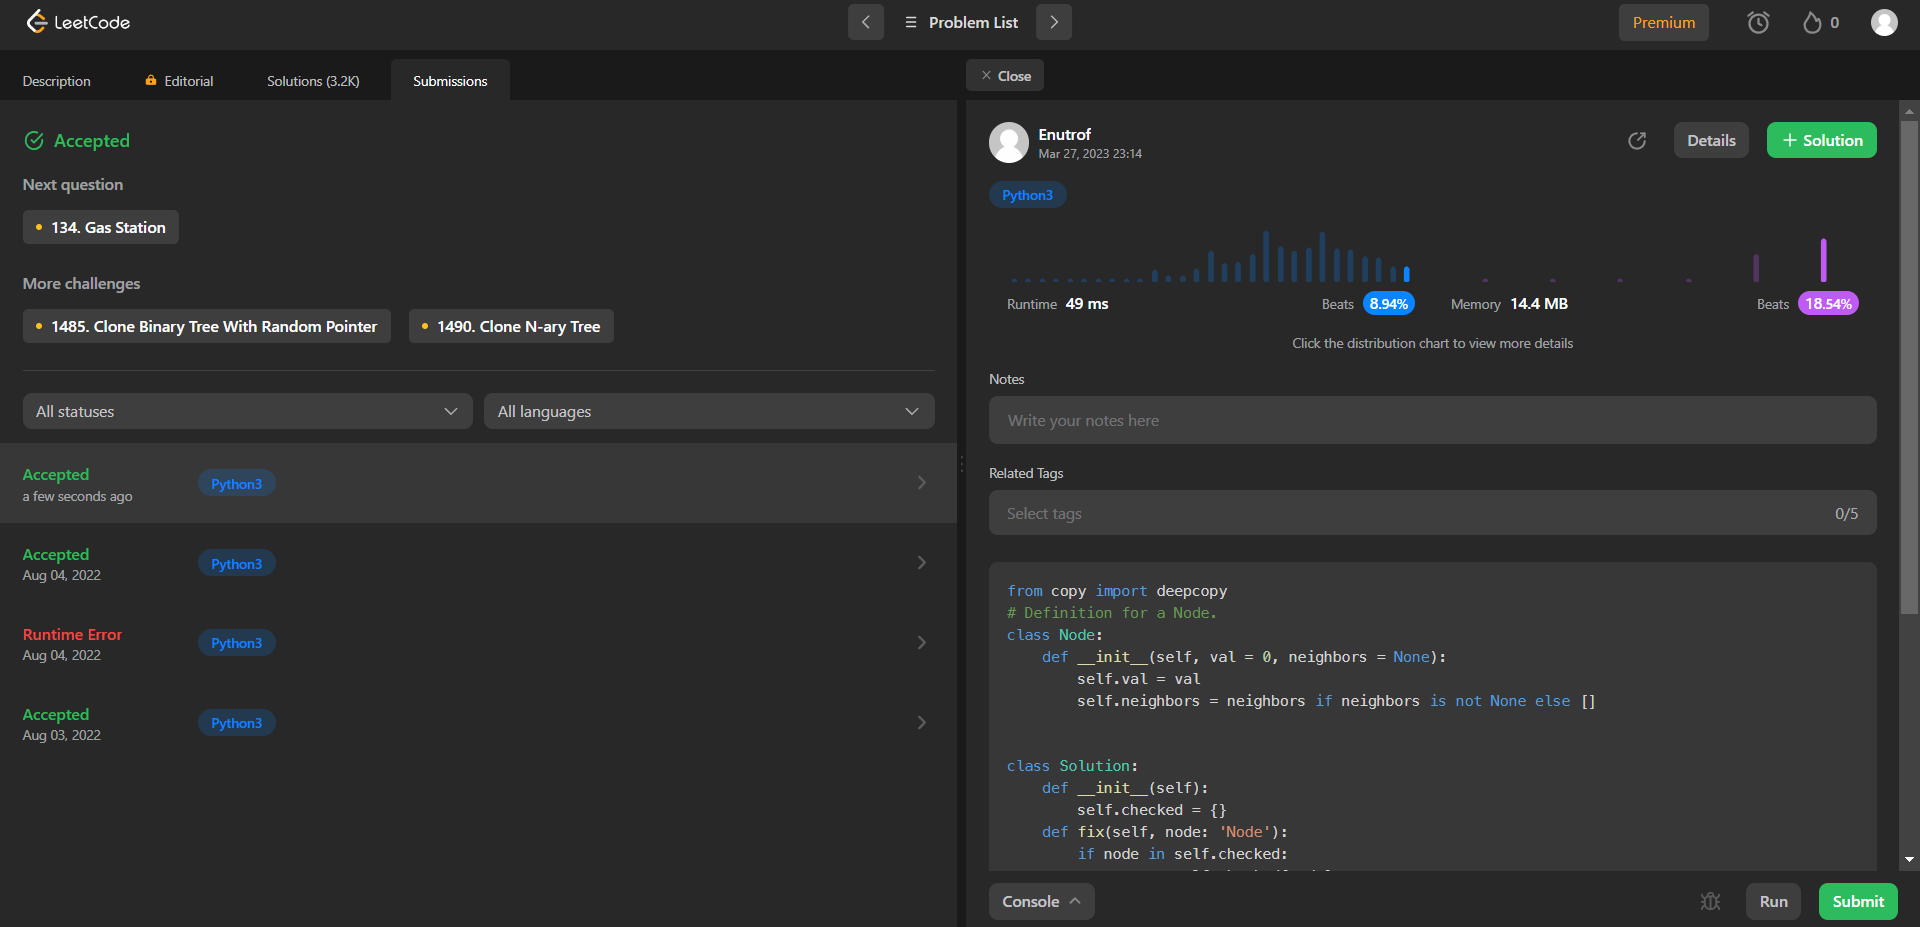 LeetCode
Problem List
Premium
0
Description
Editorial
Solutions (3.2K)
Submissions
Accepted
Next question
134. Gas Station
More challenges
1485. Clone Binary Tree With Random Pointer
1490. Clone N-ary Tree
All statuses
All languages
Accepted
a few seconds ago
Python3
Accepted
Aug 04, 2022
Python3
Runtime Error
Aug 04, 2022
Python3
Accepted
Aug 03, 2022
Python3
Close
Enutrof
Mar 27, 2023 23:14
Details
Solution
Python3
Runtime 49 ms
Beats 8.94%
Memory 14.4 MB
Beats 18.54%
Click the distribution chart to view more details
Notes
Write your notes here
Related Tags
Select tags
0/5
from copy import deepcopy
# Definition for a Node.
class Node:
    def __init__(self, val = 0, neighbors = None):
        self.val = val
        self.neighbors = neighbors if neighbors is not None else []
class Solution:
    def __init__(self):
        self.checked = {}
    def fix(self, node: 'Node'):
        if node in self.checked:
Console
Run
Submit